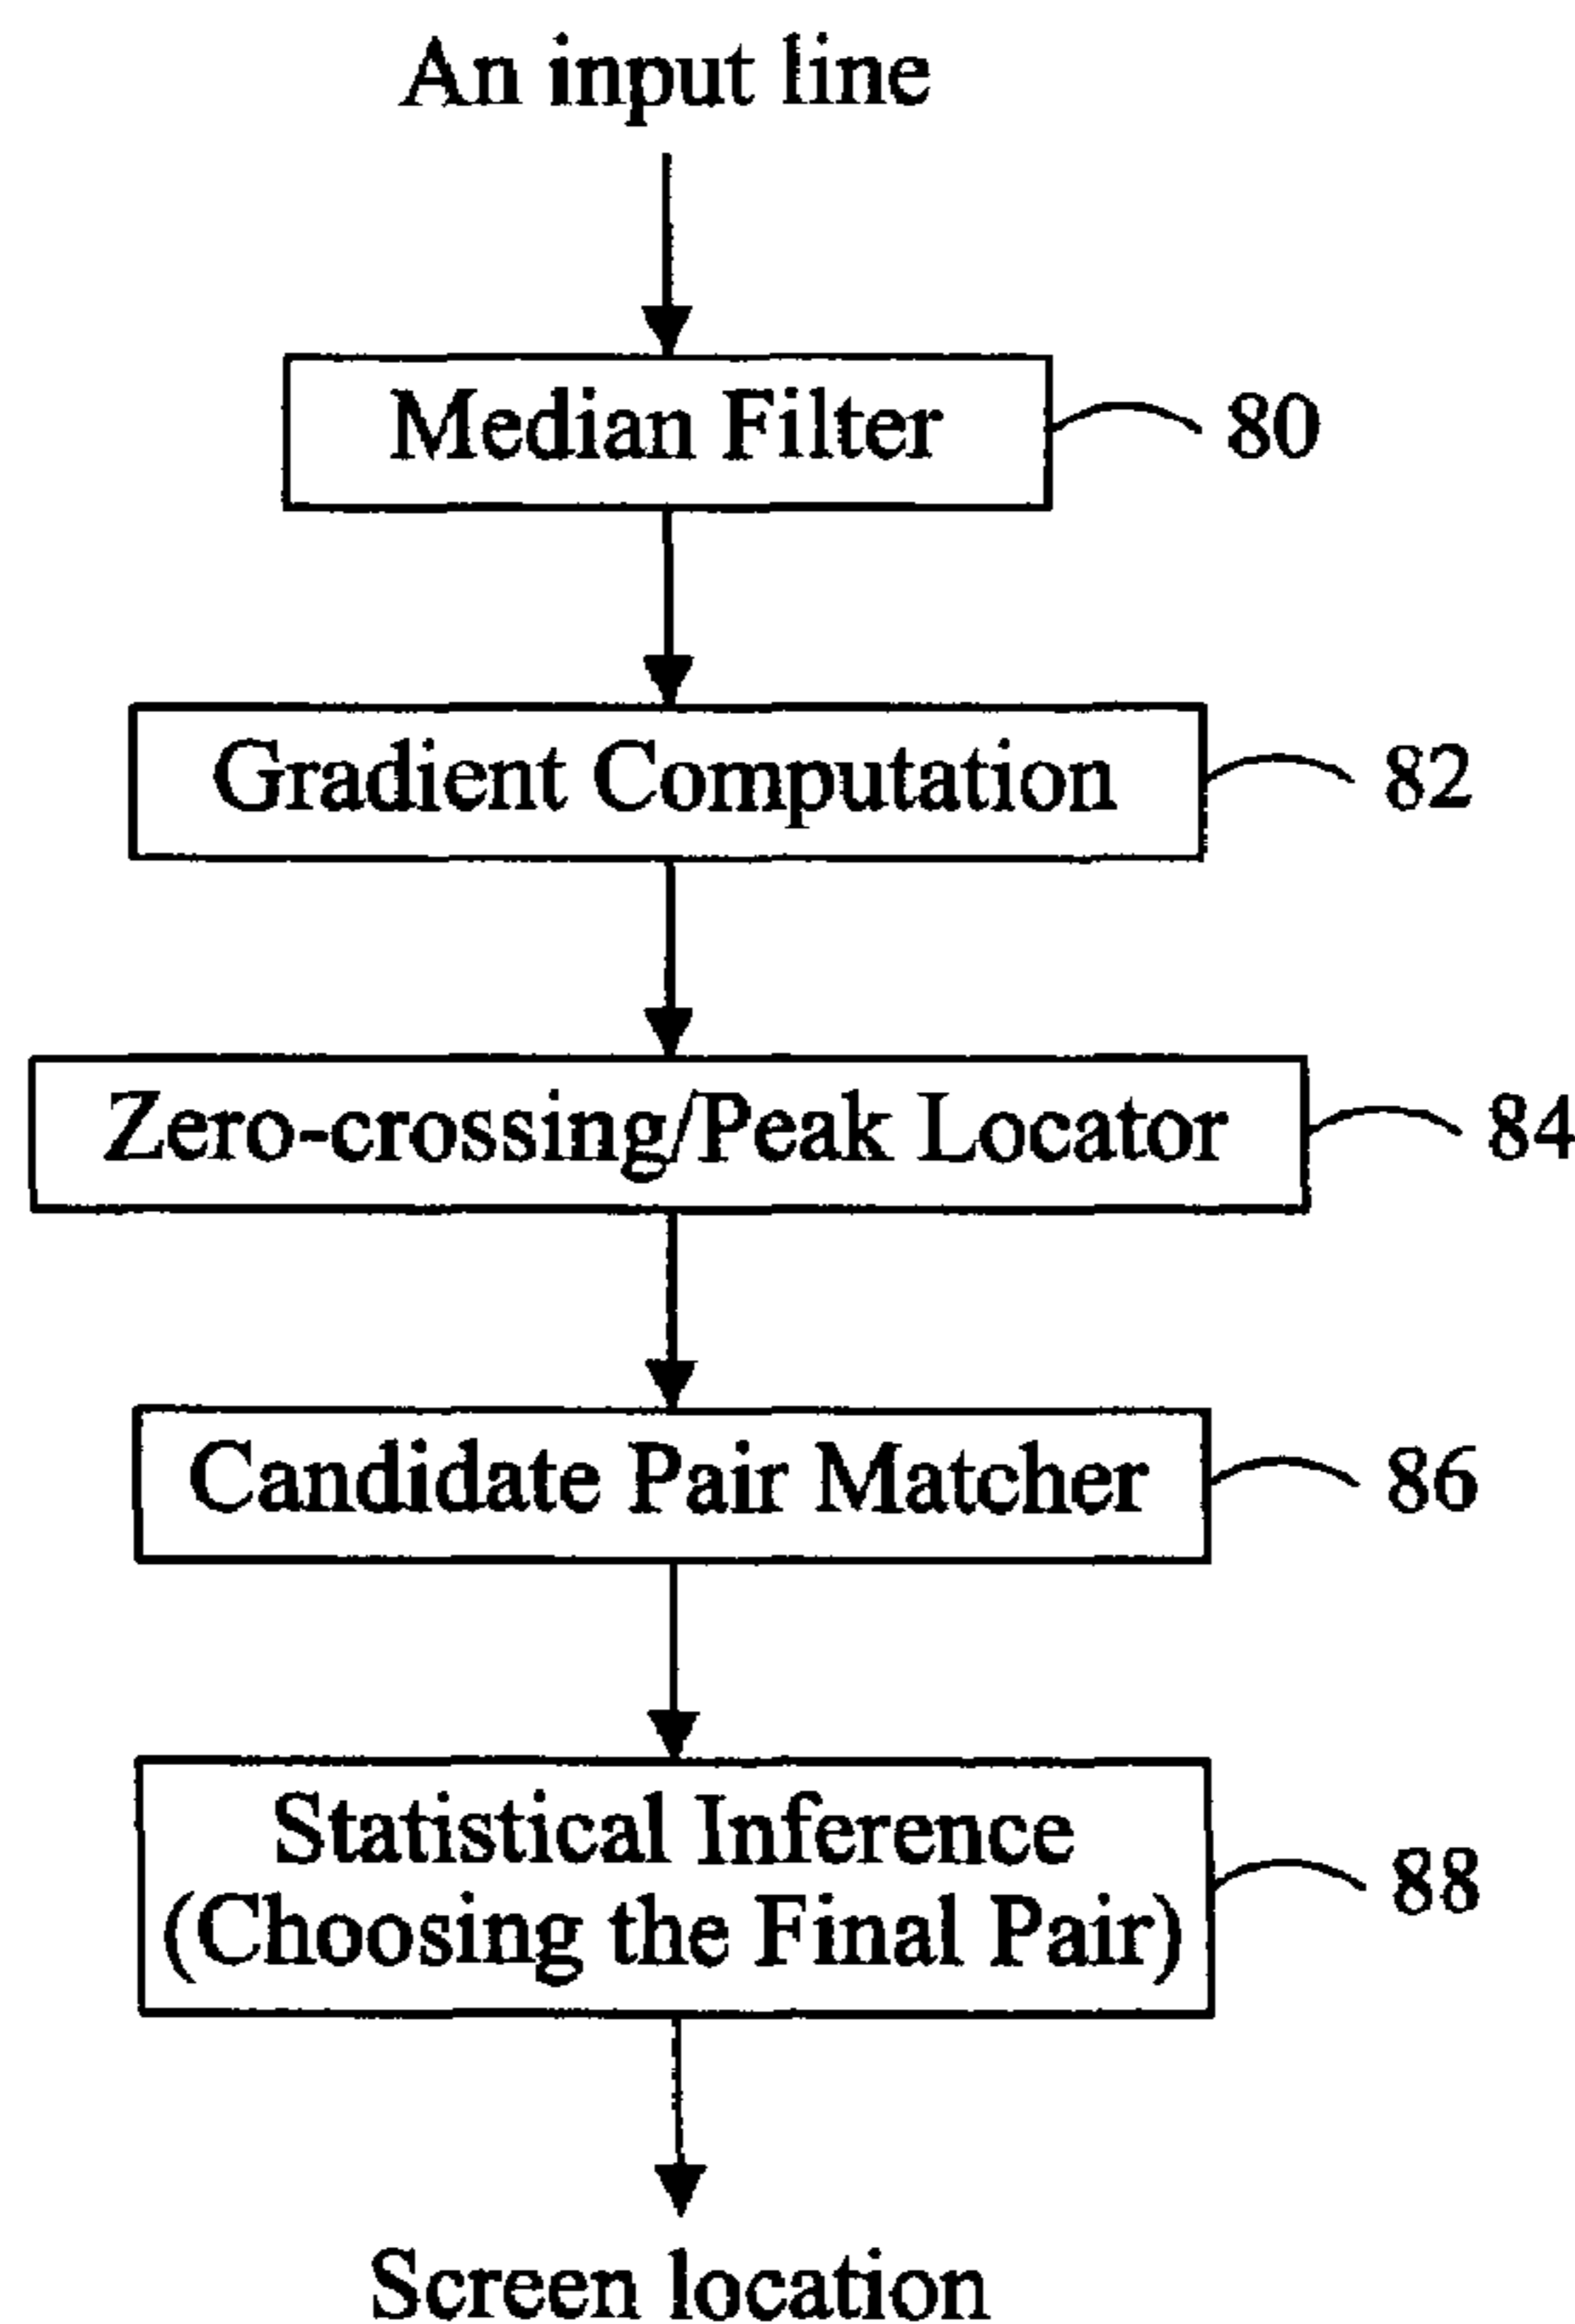 An input line
Median Filter
80
Gradient Computation
82
Zero-crossing/Peak Locator
84
Candidate Pair Matcher
86
Statistical Inference
(Choosing the Final Pair)
88
Screen location